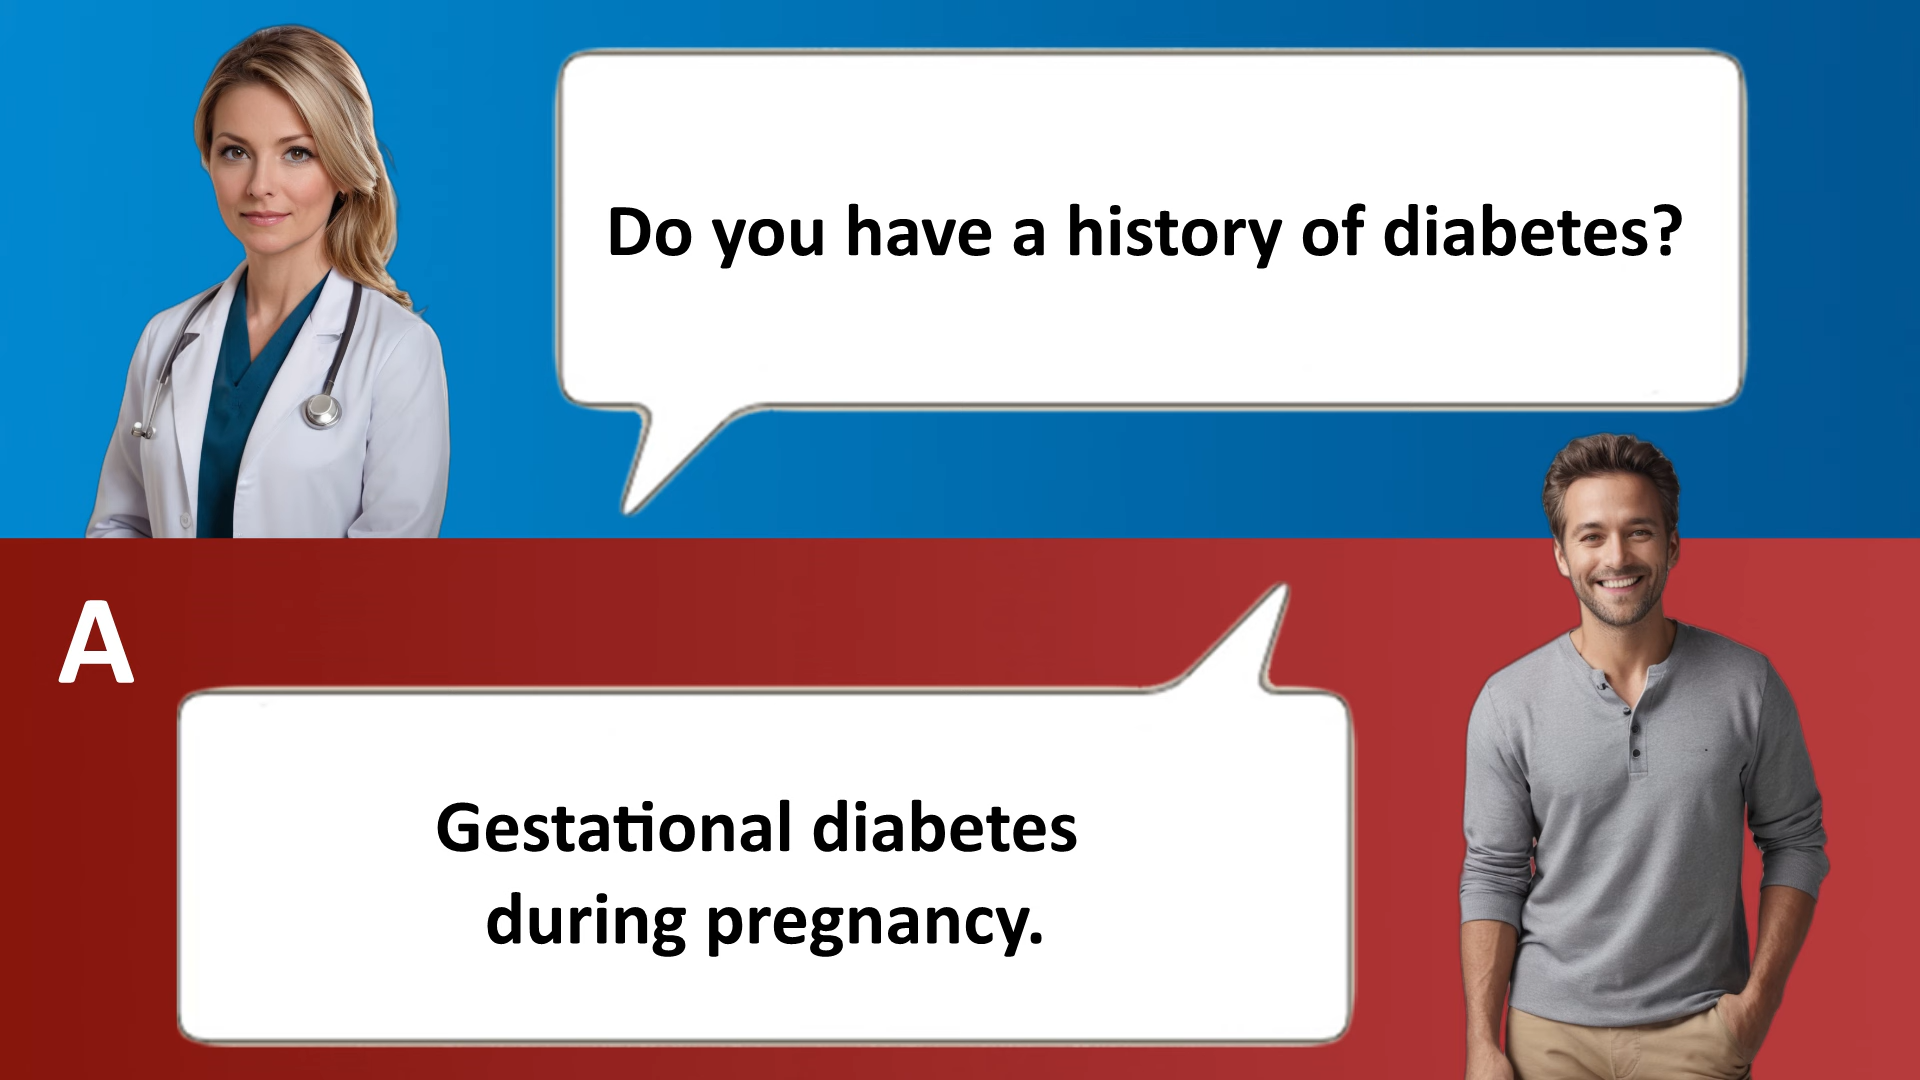 Do you have a history of diabetes?
A
Gestational diabetes
during pregnancy.